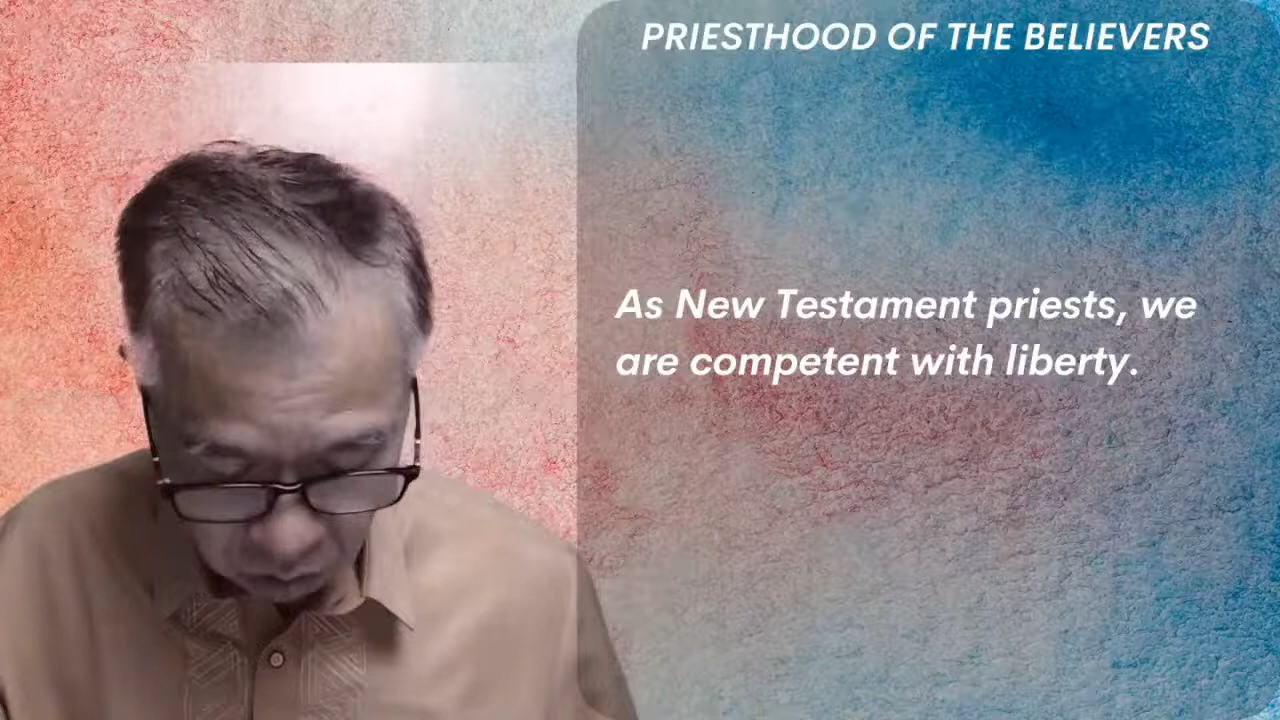 PRIESTHOOD OF THE BELIEVERS
As New Testament priests, we
are competent with liberty.